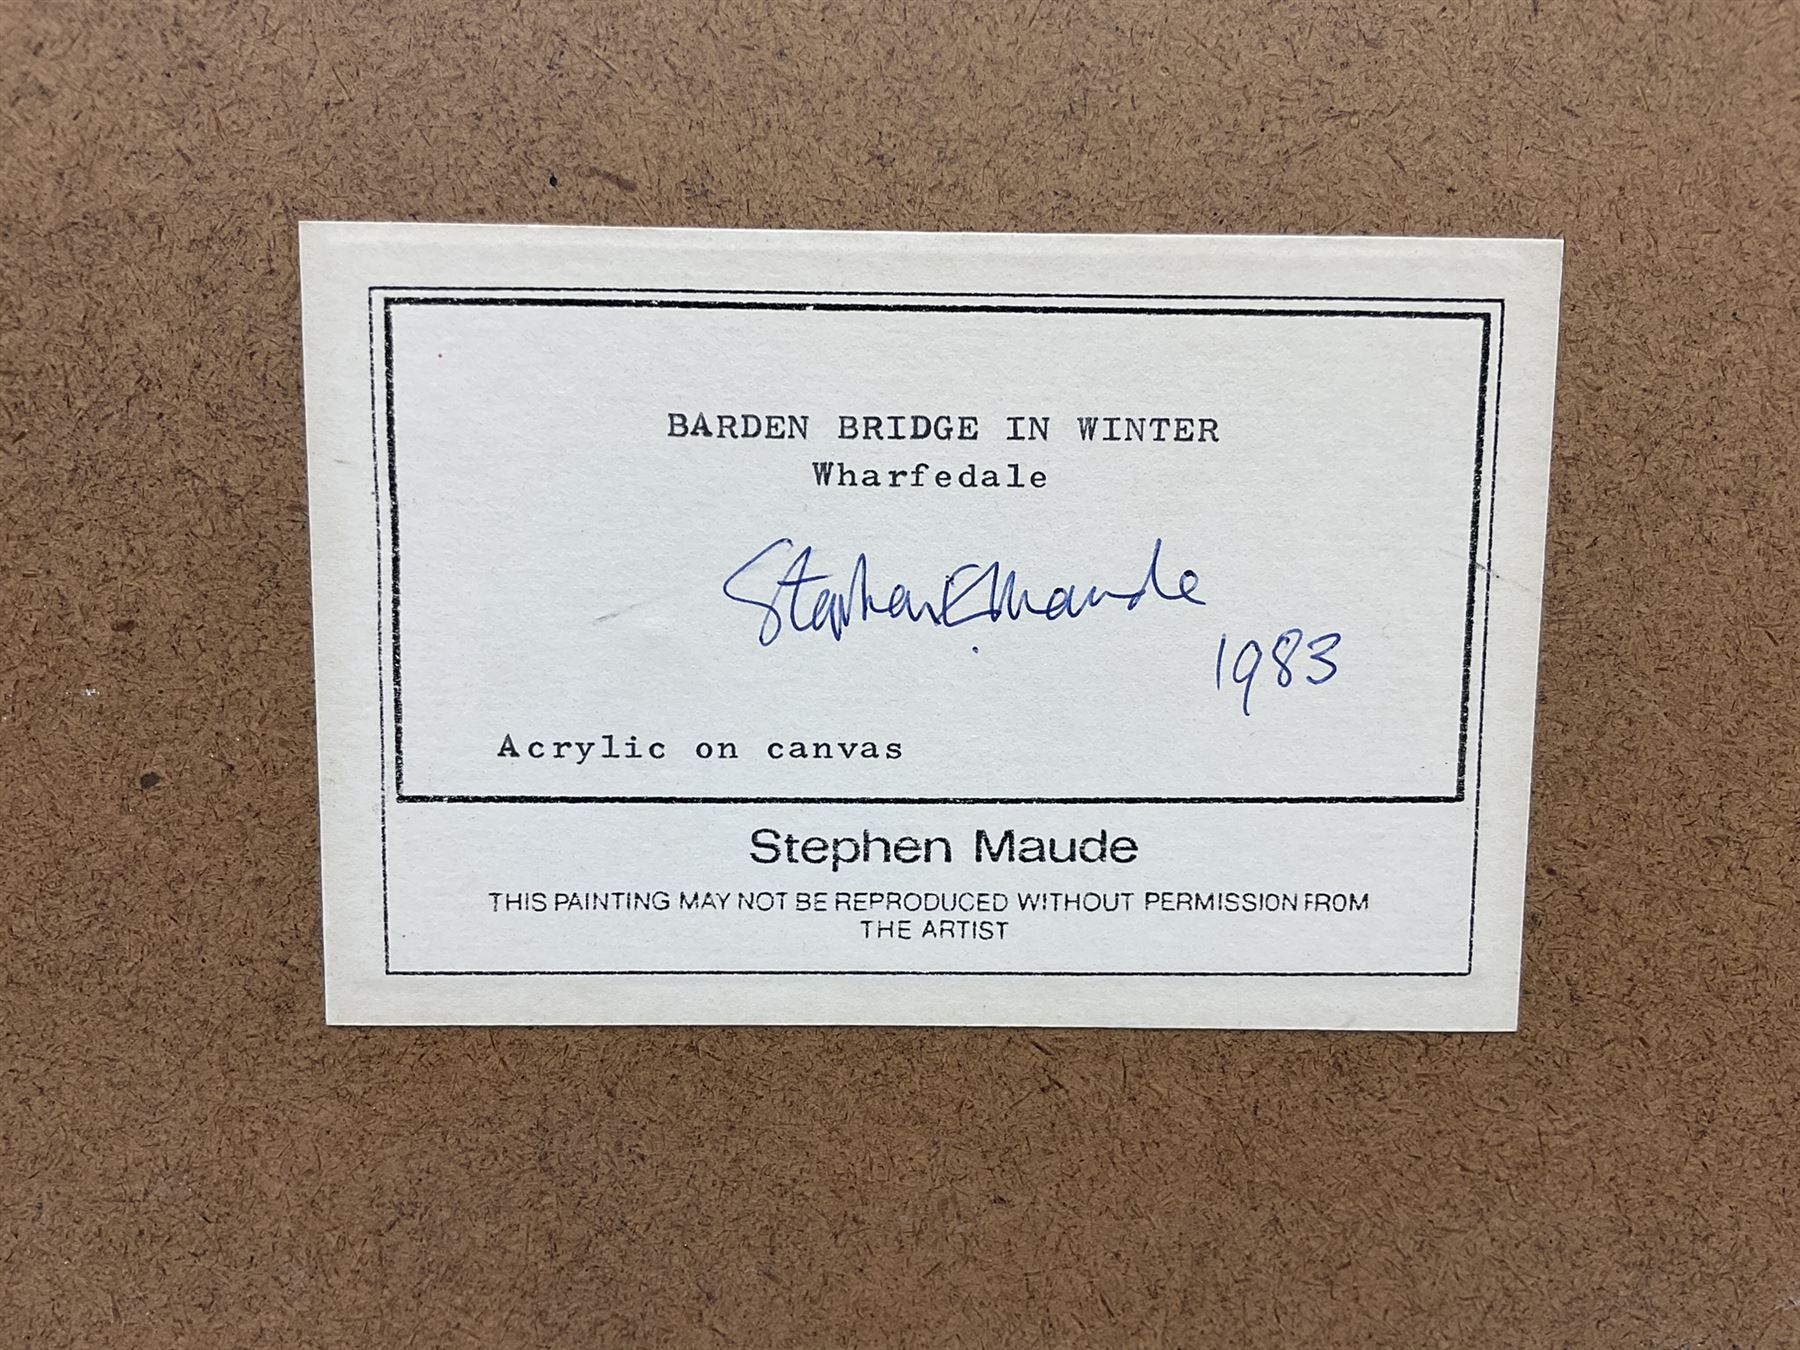 BARDEN BRIDGE IN WINTER
Wharfedale
Stephen E. Maude
1983
Acrylic on canvas
Stephen Maude
THIS PAINTING MAY NOT BE REPRODUCED WITHOUT PERMISSION FROM
THE ARTIST